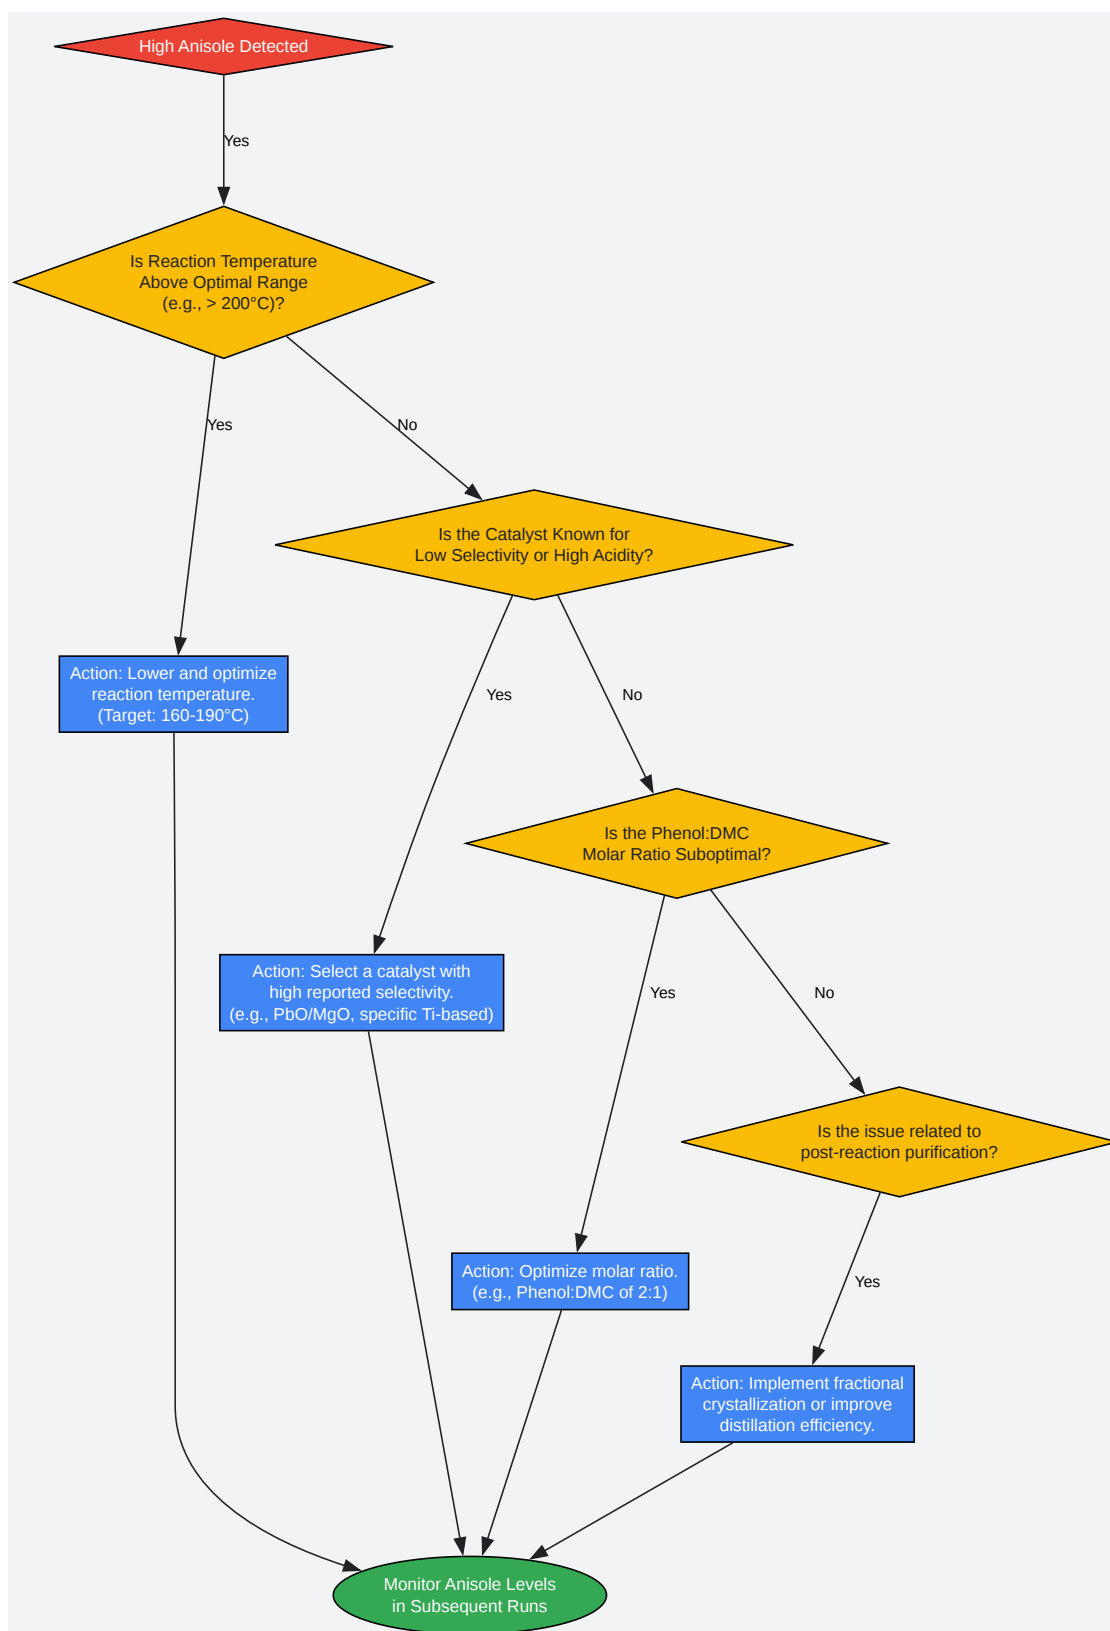 High Anisole Detected
Yes
Is Reaction Temperature
Above Optimal Range
(e.g., > 200°C)?
Yes
No
Is the Catalyst Known for
Low Selectivity or High Acidity?
Action: Lower and optimize
reaction temperature.
(Target: 160-190°C)
Yes
No
Is the Phenol:DMC
Molar Ratio Suboptimal?
Action: Select a catalyst with
high reported selectivity.
(e.g., PbO/MgO, specific Ti-based)
Yes
No
Is the issue related to
post-reaction purification?
Action: Optimize molar ratio.
(e.g., Phenol:DMC of 2:1)
Yes
Action: Implement fractional
crystallization or improve
distillation efficiency.
Monitor Anisole Levels
in Subsequent Runs